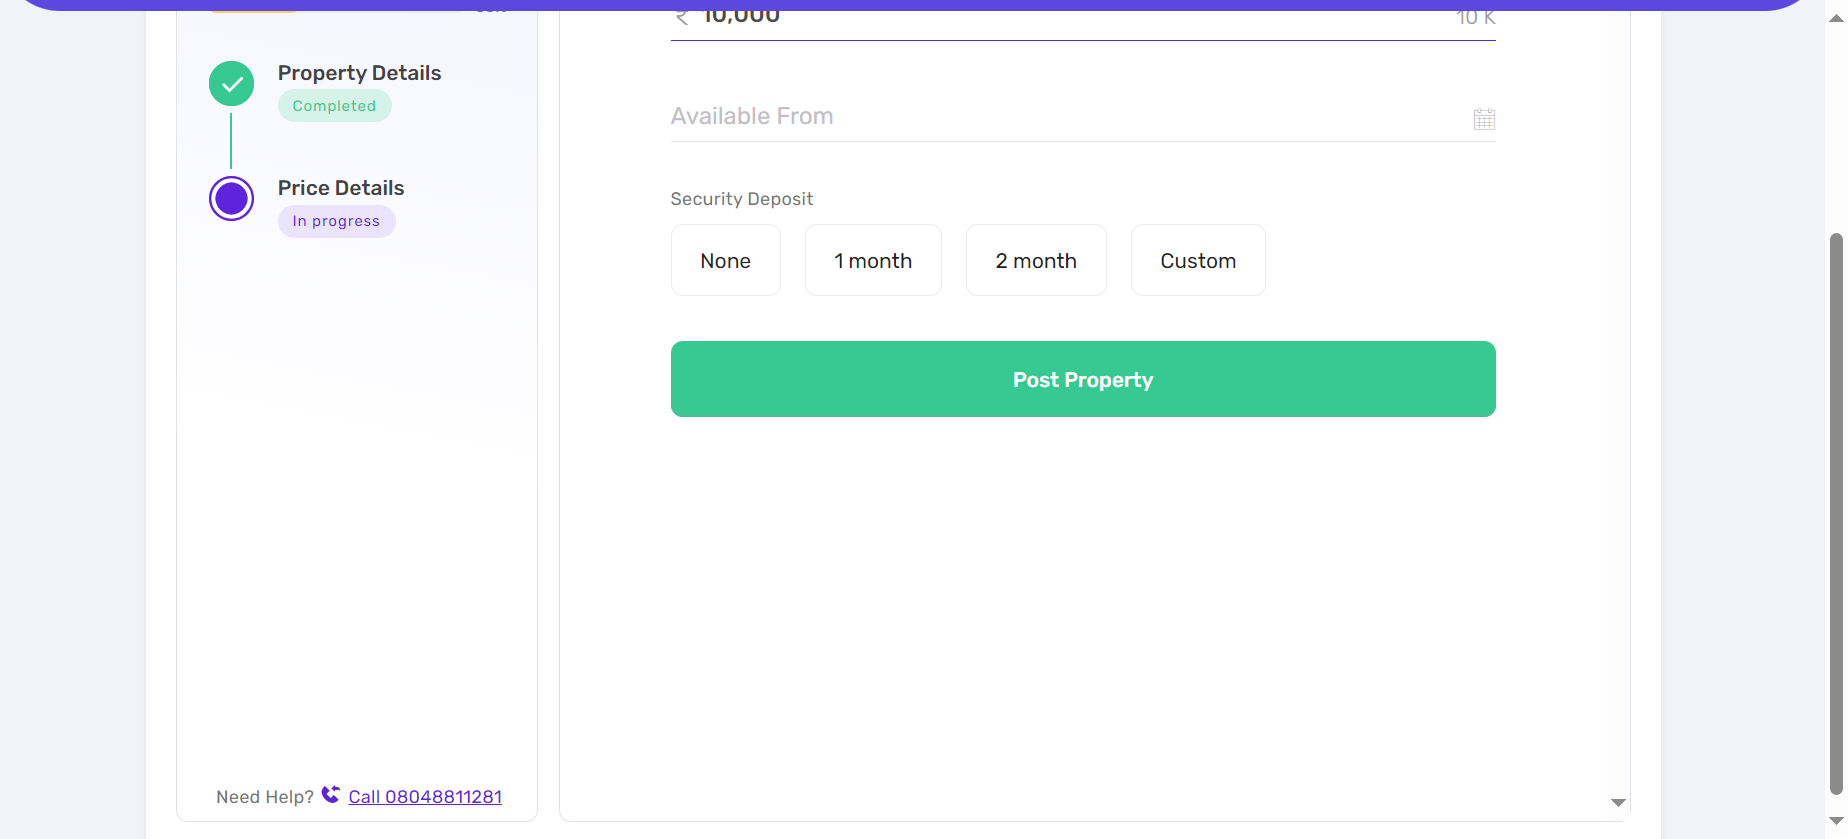 Property Details
Completed
Price Details
In progress
Need Help? Call 08048811281
₹ 10,000 10 K
Available From
Security Deposit
None 1 month 2 month Custom
Post Property